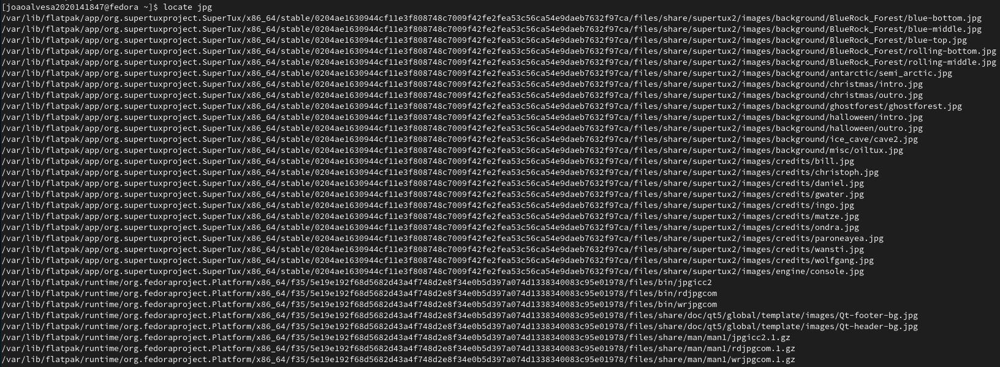 [joaoalvesa2020141847@fedora ~]$ locate jpg
/var/lib/flatpak/app/org.supertuxproject.SuperTux/x86_64/stable/0204ae1630944cf11e3f808748c7009f42fe2fea53c56ca54e9daeb7632f97ca/files/share/supertux2/images/background/BlueRock_Forest/blue-bottom.jpg
/var/lib/flatpak/app/org.supertuxproject.SuperTux/x86_64/stable/0204ae1630944cf11e3f808748c7009f42fe2fea53c56ca54e9daeb7632f97ca/files/share/supertux2/images/background/BlueRock_Forest/blue-middle.jpg
/var/lib/flatpak/app/org.supertuxproject.SuperTux/x86_64/stable/0204ae1630944cf11e3f808748c7009f42fe2fea53c56ca54e9daeb7632f97ca/files/share/supertux2/images/background/BlueRock_Forest/blue-top.jpg
/var/lib/flatpak/app/org.supertuxproject.SuperTux/x86_64/stable/0204ae1630944cf11e3f808748c7009f42fe2fea53c56ca54e9daeb7632f97ca/files/share/supertux2/images/background/BlueRock_Forest/rolling-bottom.jpg
/var/lib/flatpak/app/org.supertuxproject.SuperTux/x86_64/stable/0204ae1630944cf11e3f808748c7009f42fe2fea53c56ca54e9daeb7632f97ca/files/share/supertux2/images/background/BlueRock_Forest/rolling-middle.jpg
/var/lib/flatpak/app/org.supertuxproject.SuperTux/x86_64/stable/0204ae1630944cf11e3f808748c7009f42fe2fea53c56ca54e9daeb7632f97ca/files/share/supertux2/images/background/antarctic/semi_arctic.jpg
/var/lib/flatpak/app/org.supertuxproject.SuperTux/x86_64/stable/0204ae1630944cf11e3f808748c7009f42fe2fea53c56ca54e9daeb7632f97ca/files/share/supertux2/images/background/christmas/intro.jpg
/var/lib/flatpak/app/org.supertuxproject.SuperTux/x86_64/stable/0204ae1630944cf11e3f808748c7009f42fe2fea53c56ca54e9daeb7632f97ca/files/share/supertux2/images/background/christmas/outro.jpg
/var/lib/flatpak/app/org.supertuxproject.SuperTux/x86_64/stable/0204ae1630944cf11e3f808748c7009f42fe2fea53c56ca54e9daeb7632f97ca/files/share/supertux2/images/background/ghostforest/ghostforest.jpg
/var/lib/flatpak/app/org.supertuxproject.SuperTux/x86_64/stable/0204ae1630944cf11e3f808748c7009f42fe2fea53c56ca54e9daeb7632f97ca/files/share/supertux2/images/background/halloween/intro.jpg
/var/lib/flatpak/app/org.supertuxproject.SuperTux/x86_64/stable/0204ae1630944cf11e3f808748c7009f42fe2fea53c56ca54e9daeb7632f97ca/files/share/supertux2/images/background/halloween/outro.jpg
/var/lib/flatpak/app/org.supertuxproject.SuperTux/x86_64/stable/0204ae1630944cf11e3f808748c7009f42fe2fea53c56ca54e9daeb7632f97ca/files/share/supertux2/images/background/ice_cave/cave2.jpg
/var/lib/flatpak/app/org.supertuxproject.SuperTux/x86_64/stable/0204ae1630944cf11e3f808748c7009f42fe2fea53c56ca54e9daeb7632f97ca/files/share/supertux2/images/background/misc/oiltux.jpg
/var/lib/flatpak/app/org.supertuxproject.SuperTux/x86_64/stable/0204ae1630944cf11e3f808748c7009f42fe2fea53c56ca54e9daeb7632f97ca/files/share/supertux2/images/credits/bill.jpg
/var/lib/flatpak/app/org.supertuxproject.SuperTux/x86_64/stable/0204ae1630944cf11e3f808748c7009f42fe2fea53c56ca54e9daeb7632f97ca/files/share/supertux2/images/credits/christoph.jpg
/var/lib/flatpak/app/org.supertuxproject.SuperTux/x86_64/stable/0204ae1630944cf11e3f808748c7009f42fe2fea53c56ca54e9daeb7632f97ca/files/share/supertux2/images/credits/daniel.jpg
/var/lib/flatpak/app/org.supertuxproject.SuperTux/x86_64/stable/0204ae1630944cf11e3f808748c7009f42fe2fea53c56ca54e9daeb7632f97ca/files/share/supertux2/images/credits/gwater.jpg
/var/lib/flatpak/app/org.supertuxproject.SuperTux/x86_64/stable/0204ae1630944cf11e3f808748c7009f42fe2fea53c56ca54e9daeb7632f97ca/files/share/supertux2/images/credits/ingo.jpg
/var/lib/flatpak/app/org.supertuxproject.SuperTux/x86_64/stable/0204ae1630944cf11e3f808748c7009f42fe2fea53c56ca54e9daeb7632f97ca/files/share/supertux2/images/credits/matze.jpg
/var/lib/flatpak/app/org.supertuxproject.SuperTux/x86_64/stable/0204ae1630944cf11e3f808748c7009f42fe2fea53c56ca54e9daeb7632f97ca/files/share/supertux2/images/credits/ondra.jpg
/var/lib/flatpak/app/org.supertuxproject.SuperTux/x86_64/stable/0204ae1630944cf11e3f808748c7009f42fe2fea53c56ca54e9daeb7632f97ca/files/share/supertux2/images/credits/paroneayea.jpg
/var/lib/flatpak/app/org.supertuxproject.SuperTux/x86_64/stable/0204ae1630944cf11e3f808748c7009f42fe2fea53c56ca54e9daeb7632f97ca/files/share/supertux2/images/credits/wansti.jpg
/var/lib/flatpak/app/org.supertuxproject.SuperTux/x86_64/stable/0204ae1630944cf11e3f808748c7009f42fe2fea53c56ca54e9daeb7632f97ca/files/share/supertux2/images/credits/wolfgang.jpg
/var/lib/flatpak/app/org.supertuxproject.SuperTux/x86_64/stable/0204ae1630944cf11e3f808748c7009f42fe2fea53c56ca54e9daeb7632f97ca/files/share/supertux2/images/engine/console.jpg
/var/lib/flatpak/runtime/org.fedoraproject.Platform/x86_64/f35/5e19e192f68d5682d43a4f748d2e8f34e0b5d397a074d1338340083c95e01978/files/bin/jpgicc2
/var/lib/flatpak/runtime/org.fedoraproject.Platform/x86_64/f35/5e19e192f68d5682d43a4f748d2e8f34e0b5d397a074d1338340083c95e01978/files/bin/rdjpgcom
/var/lib/flatpak/runtime/org.fedoraproject.Platform/x86_64/f35/5e19e192f68d5682d43a4f748d2e8f34e0b5d397a074d1338340083c95e01978/files/bin/wrjpgcom
/var/lib/flatpak/runtime/org.fedoraproject.Platform/x86_64/f35/5e19e192f68d5682d43a4f748d2e8f34e0b5d397a074d1338340083c95e01978/files/share/doc/qt5/global/template/images/Qt-footer-bg.jpg
/var/lib/flatpak/runtime/org.fedoraproject.Platform/x86_64/f35/5e19e192f68d5682d43a4f748d2e8f34e0b5d397a074d1338340083c95e01978/files/share/doc/qt5/global/template/images/Qt-header-bg.jpg
/var/lib/flatpak/runtime/org.fedoraproject.Platform/x86_64/f35/5e19e192f68d5682d43a4f748d2e8f34e0b5d397a074d1338340083c95e01978/files/share/man/man1/jpgicc2.1.gz
/var/lib/flatpak/runtime/org.fedoraproject.Platform/x86_64/f35/5e19e192f68d5682d43a4f748d2e8f34e0b5d397a074d1338340083c95e01978/files/share/man/man1/rdjpgcom.1.gz
/var/lib/flatpak/runtime/org.fedoraproject.Platform/x86_64/f35/5e19e192f68d5682d43a4f748d2e8f34e0b5d397a074d1338340083c95e01978/files/share/man/man1/wrjpgcom.1.gz